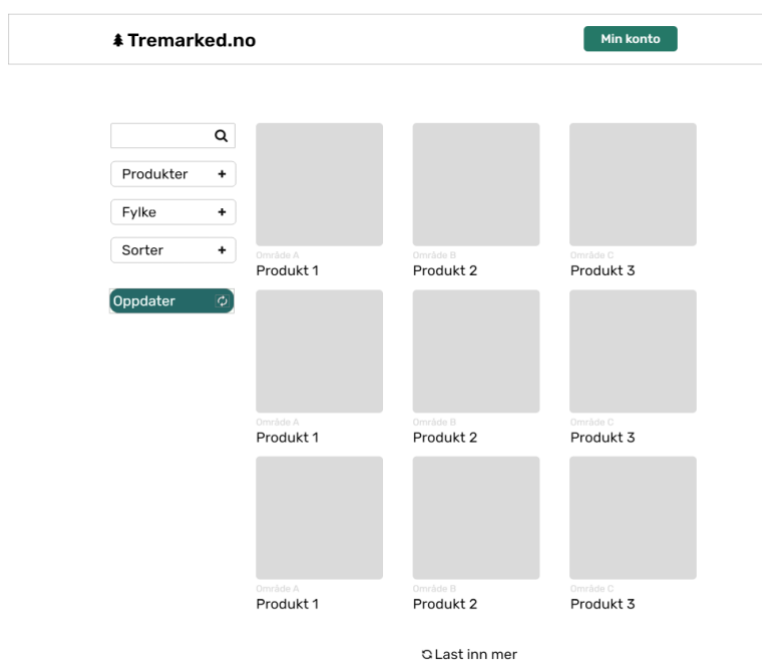 Tremarked.no
Min konto
Produkter +
Fylke +
Sorter +
Oppdater
Område A
Produkt 1
Område B
Produkt 2
Område C
Produkt 3
Område A
Produkt 1
Område B
Produkt 2
Område C
Produkt 3
Område A
Produkt 1
Område B
Produkt 2
Område C
Produkt 3
Last inn mer